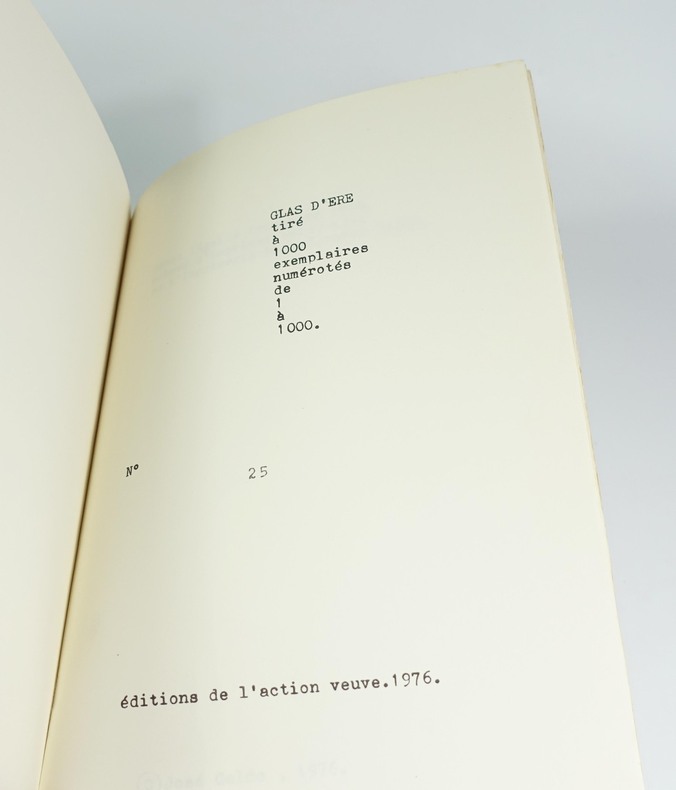 GLAS D'ERE
tiré
à
1000
exemplaires
numérotés
de
1
à
1000.
N° 25
éditions de l'action veuve.1976.